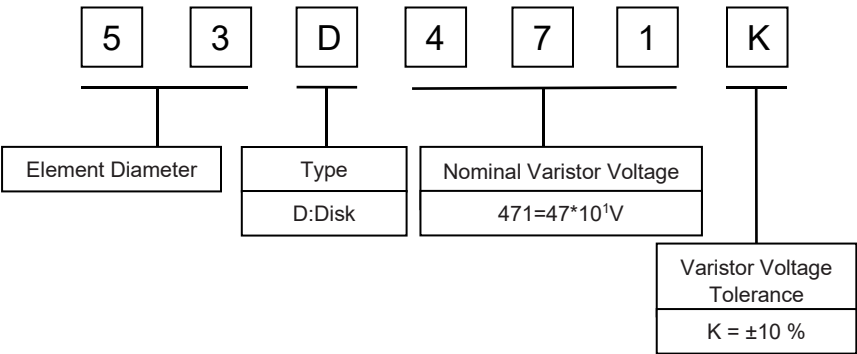 5 3 D 4 7 1 K
Element Diameter
Type
D:Disk
Nominal Varistor Voltage
471=47*10¹V
Varistor Voltage
Tolerance
K = ±10 %